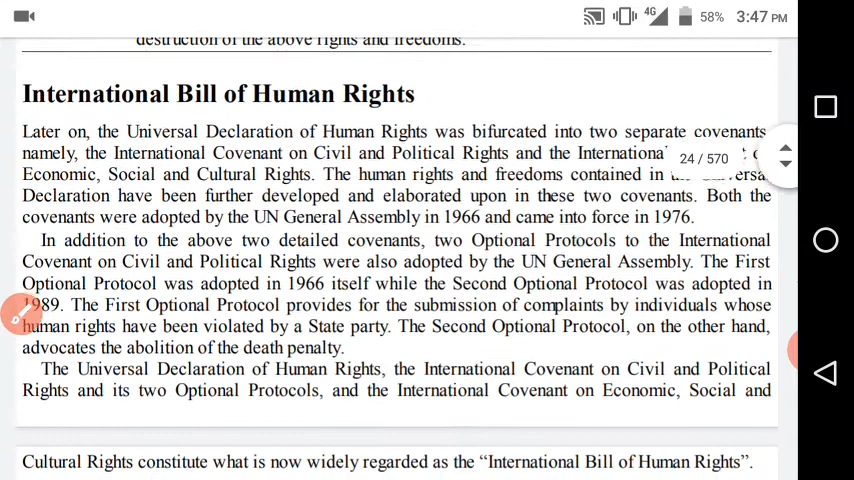 4G 58% 3:47 PM
destruction of the above rights and freedoms.
International Bill of Human Rights
Later on, the Universal Declaration of Human Rights was bifurcated into two separate covenants,
namely, the International Covenant on Civil and Political Rights and the International
24 / 570
Economic, Social and Cultural Rights. The human rights and freedoms contained in the Universal
Declaration have been further developed and elaborated upon in these two covenants. Both the
covenants were adopted by the UN General Assembly in 1966 and came into force in 1976.
In addition to the above two detailed covenants, two Optional Protocols to the International
Covenant on Civil and Political Rights were also adopted by the UN General Assembly. The First
Optional Protocol was adopted in 1966 itself while the Second Optional Protocol was adopted in
1989. The First Optional Protocol provides for the submission of complaints by individuals whose
human rights have been violated by a State party. The Second Optional Protocol, on the other hand,
advocates the abolition of the death penalty.
The Universal Declaration of Human Rights, the International Covenant on Civil and Political
Rights and its two Optional Protocols, and the International Covenant on Economic, Social and
Cultural Rights constitute what is now widely regarded as the “International Bill of Human Rights”.